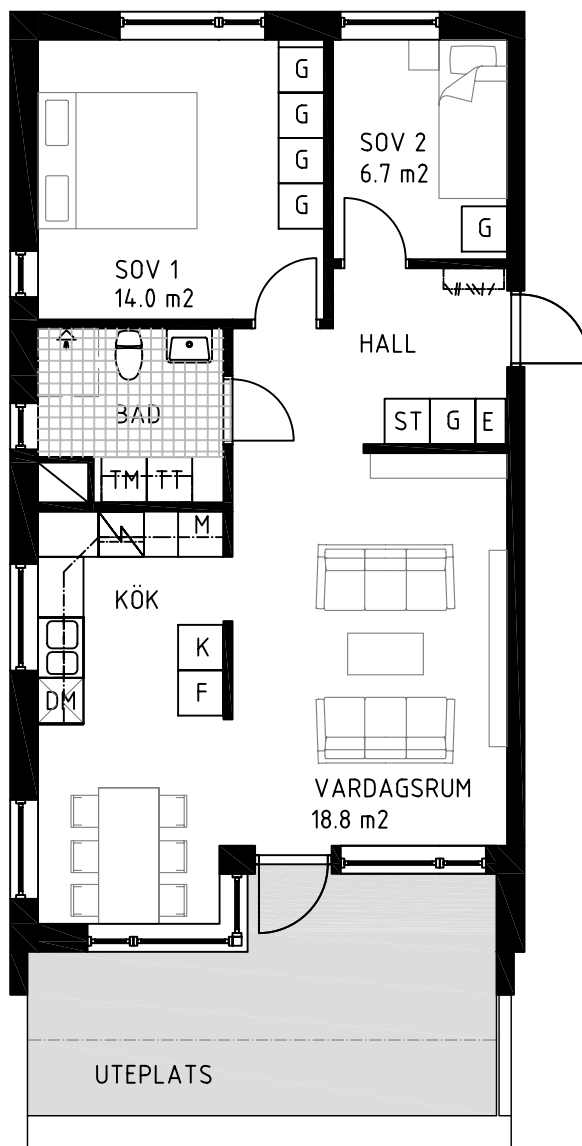 G
G
G
G
SOV 2
6.7 m2
G
SOV 1
14.0 m2
HALL
BAD
ST G E
TM TT
M
KÖK
K
F
DM
VARDAGSRUM
18.8 m2
UTEPLATS